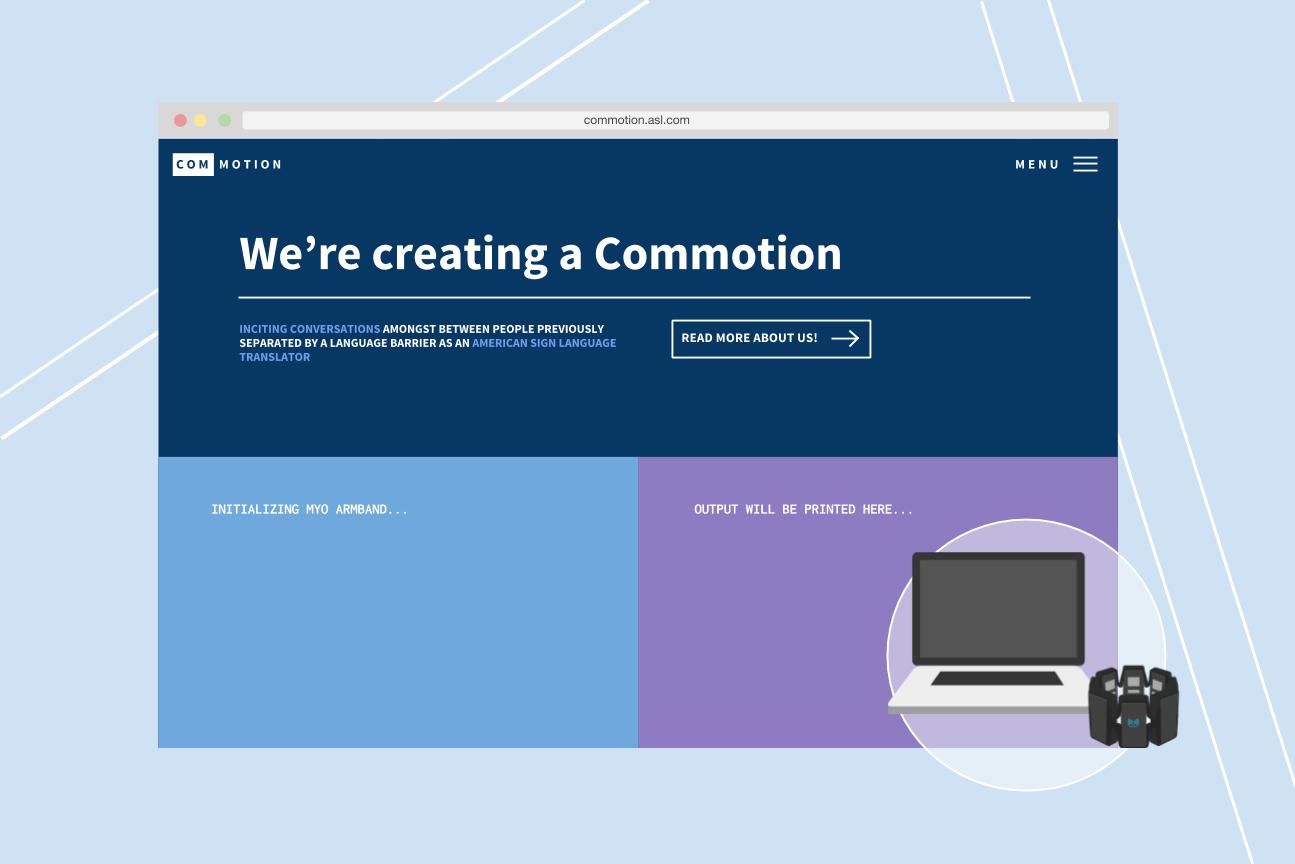 commotion.asl.com
COM MOTION
MENU
We’re creating a Commotion
INCITING CONVERSATIONS AMONGST BETWEEN PEOPLE PREVIOUSLY
SEPARATED BY A LANGUAGE BARRIER AS AN AMERICAN SIGN LANGUAGE
TRANSLATOR
READ MORE ABOUT US!
INITIALIZING MYO ARMBAND...
OUTPUT WILL BE PRINTED HERE...